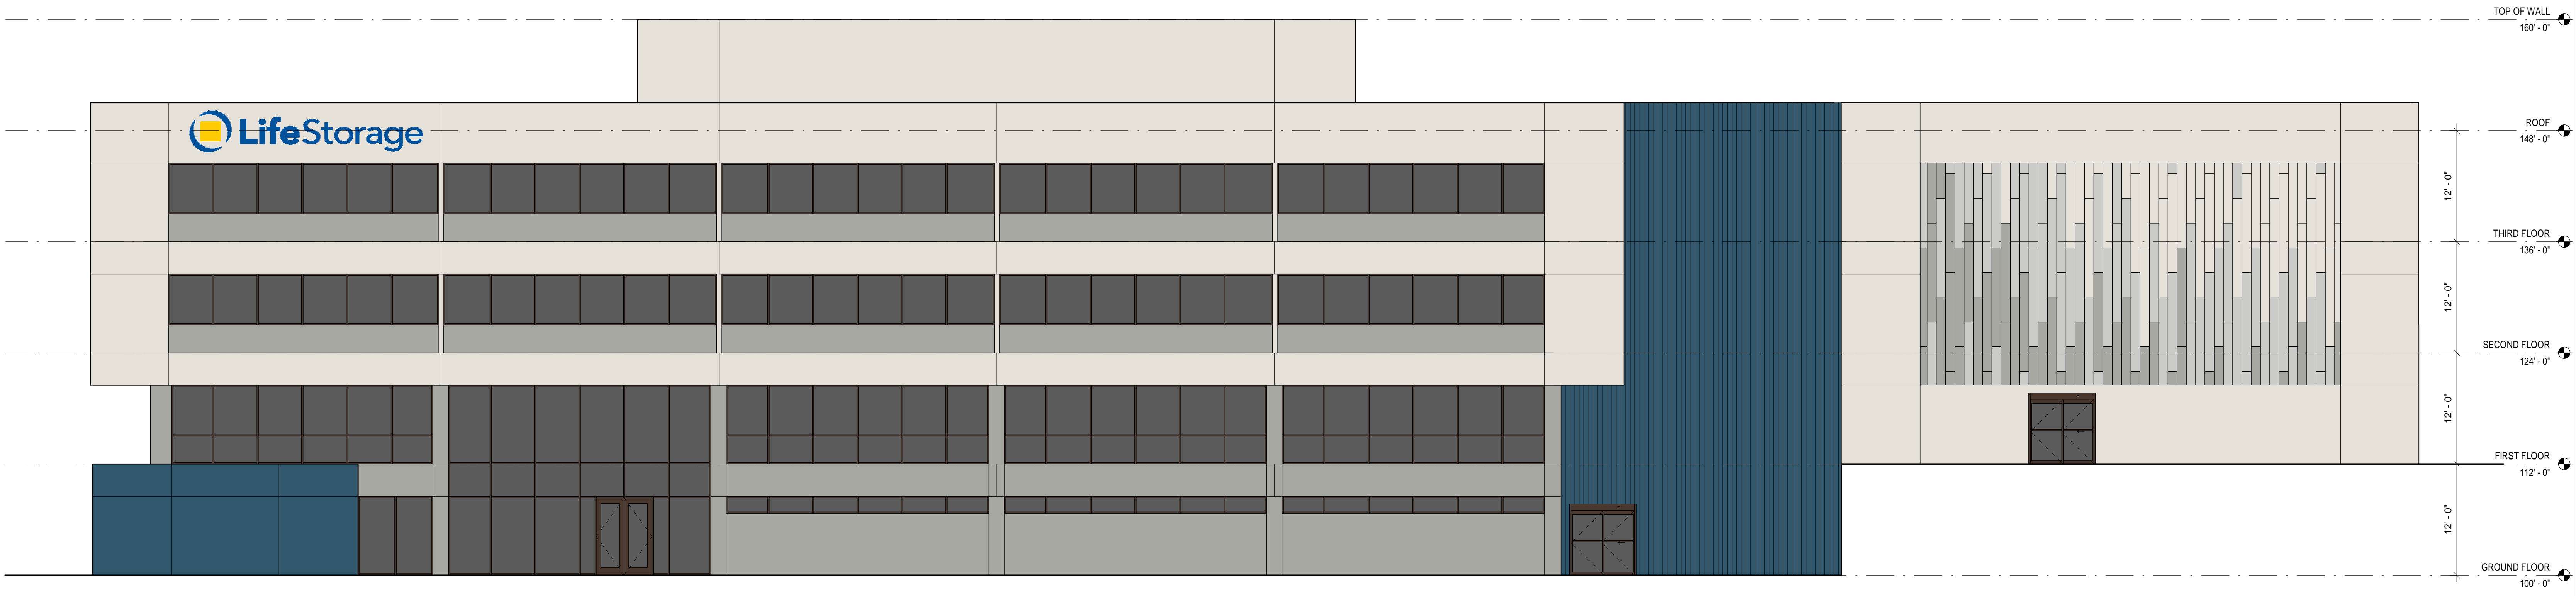 TOP OF WALL
160' - 0"
LifeStorage
ROOF
148' - 0"
12' - 0"
THIRD FLOOR
136' - 0"
12' - 0"
SECOND FLOOR
124' - 0"
12' - 0"
FIRST FLOOR
112' - 0"
12' - 0"
GROUND FLOOR
100' - 0"